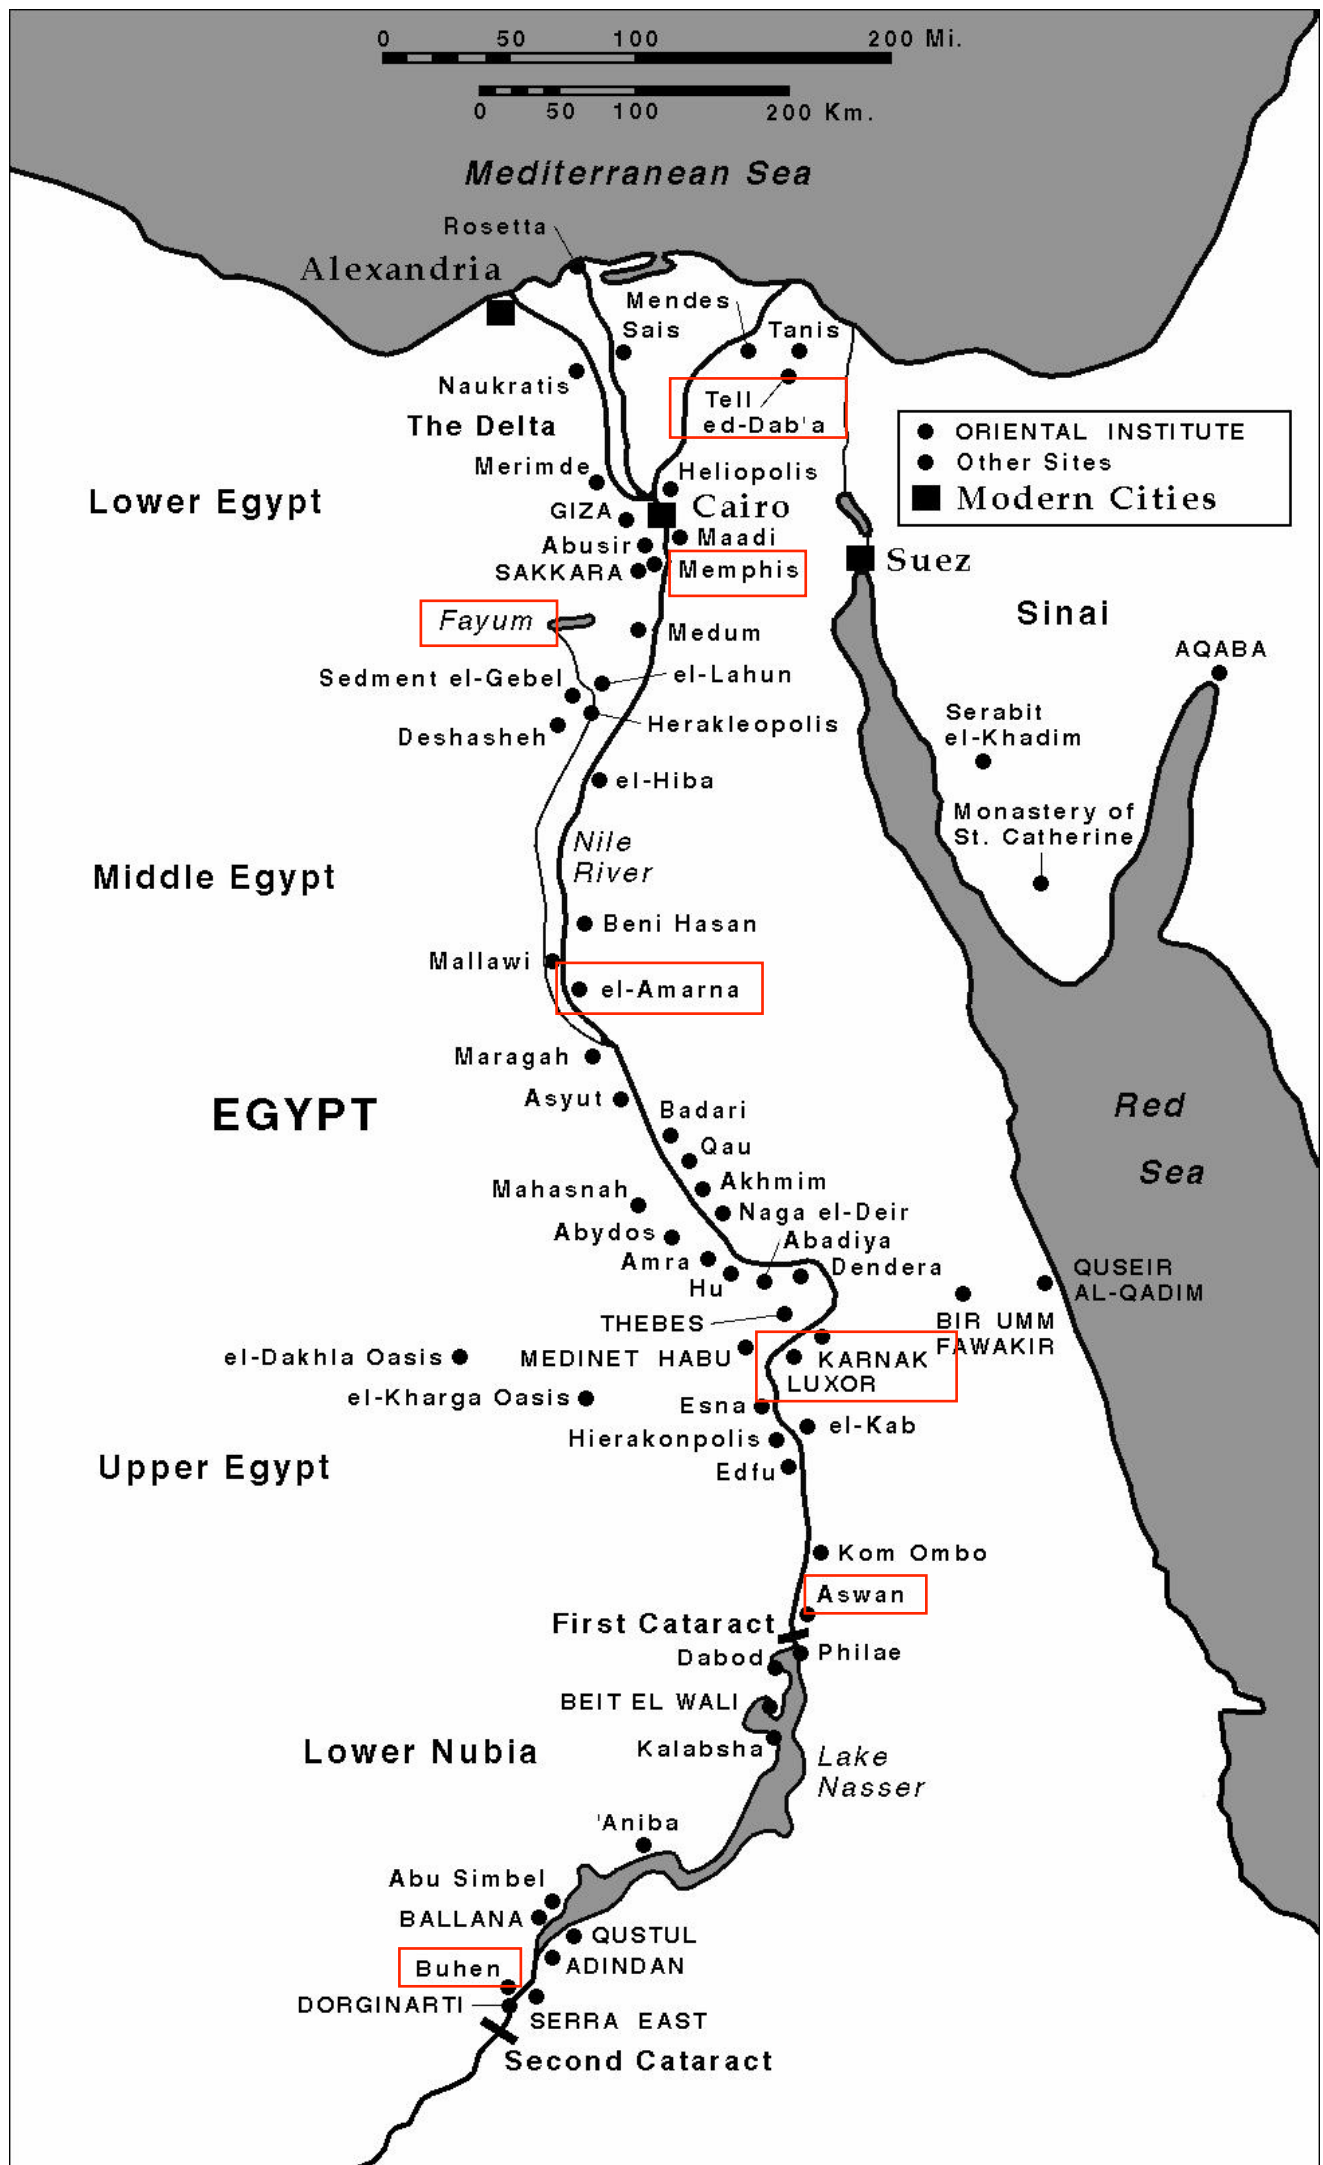 0 50 100 200 Mi.
0 50 100 200 Km.
Mediterranean Sea
Rosetta
Alexandria
Mendes
Sais
Tanis
Naukratis
Tell
ed-Dab'a
The Delta
ORIENTAL INSTITUTE
Other Sites
Modern Cities
Merimde
Heliopolis
Lower Egypt
GIZA
Cairo
Abusir
Maadi
SAKKARA
Memphis
Suez
Fayum
Medum
Sinai
AQABA
Sedment el-Gebel
el-Lahun
Serabit
el-Khadim
Deshasheh
Herakleopolis
el-Hiba
Monastery of
St. Catherine
Nile
River
Middle Egypt
Beni Hasan
Mallawi
el-Amarna
Maragah
EGYPT
Asyut
Badari
Red
Sea
Qau
Mahasnah
Akhmim
Naga el-Deir
Abydos
Abadiya
Amra
Dendera
Hu
QUSEIR
AL-QADIM
THEBES
BIR UMM
FAWAKIR
el-Dakhla Oasis
MEDINET HABU
KARNAK
LUXOR
el-Kharga Oasis
Esna
el-Kab
Hierakonpolis
Upper Egypt
Edfu
Kom Ombo
Aswan
First Cataract
Philae
Dabod
BEIT EL WALI
Lower Nubia
Kalabsha
Lake
Nasser
'Aniba
Abu Simbel
BALLANA
QUSTUL
Buhen
ADINDAN
DORGINARTI
SERRA EAST
Second Cataract